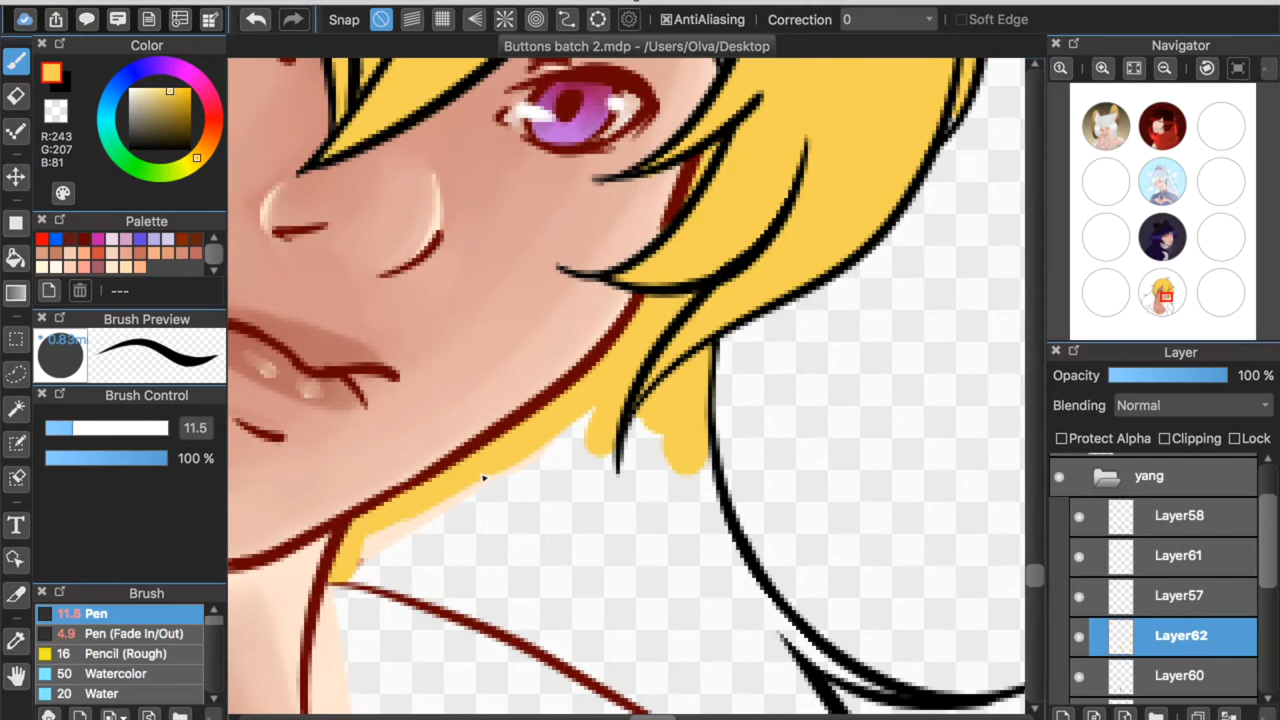 Snap
AntiAliasing
Correction
0
Soft Edge
Buttons batch 2.mdp - /Users/Olva/Desktop
Color
R:243
G:207
B:81
Palette
---
Brush Preview
* 0.83m
Brush Control
11.5
100 %
Brush
11.5 Pen
4.9 Pen (Fade In/Out)
16 Pencil (Rough)
50 Watercolor
20 Water
T
Navigator
Layer
Opacity
100 %
Blending
Normal
Protect Alpha
Clipping
Lock
yang
Layer58
Layer61
Layer57
Layer62
Layer60